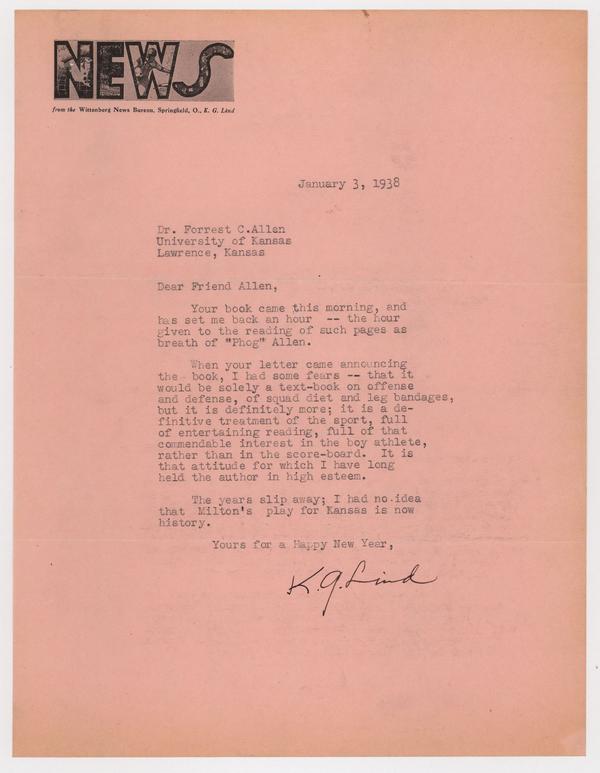 NEWS
from the Wittenberg News Bureau, Springfield, O., K. G. Lind
January 3, 1938
Dr. Forrest C.Allen
University of Kansas
Lawrence, Kansas
Dear Friend Allen,
Your book came this morning, and
has set me back an hour -- the hour
given to the reading of such pages as
breath of "Phog" Allen.
When your letter came announcing
the book, I had some fears -- that it
would be solely a text-book on offense
and defense, of squad diet and leg bandages,
but it is definitely more; it is a de-
finitive treatment of the sport, full
of entertaining reading, full of that
commendable interest in the boy athlete,
rather than in the score-board. It is
that attitude for which I have long
held the author in high esteem.
The years slip away; I had no idea
that Milton's play for Kansas is now
history.
Yours for a Happy New Year,
K. G. Lind